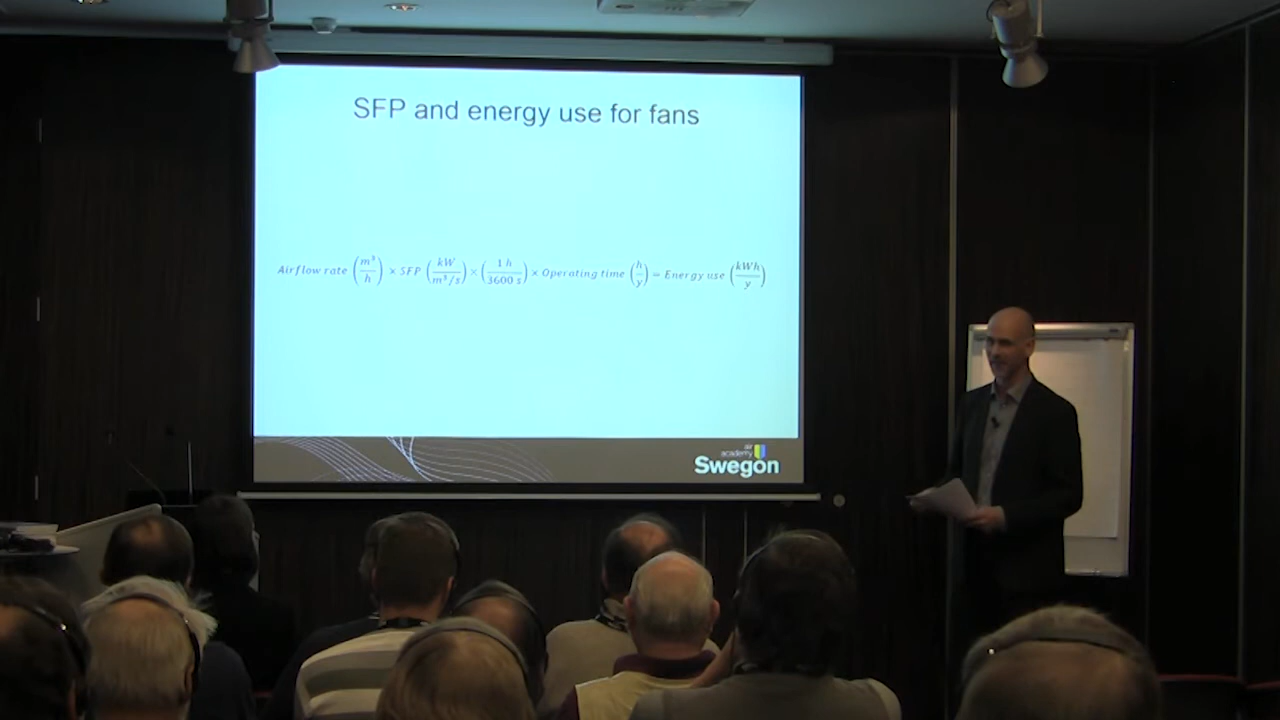 SFP and energy use for fans
Airflow rate (m³/h) × SFP (kW/m³/s) × (1 h/3600 s) × Operating time (h/y) = Energy use (kWh/y)
air
academy
Swegon